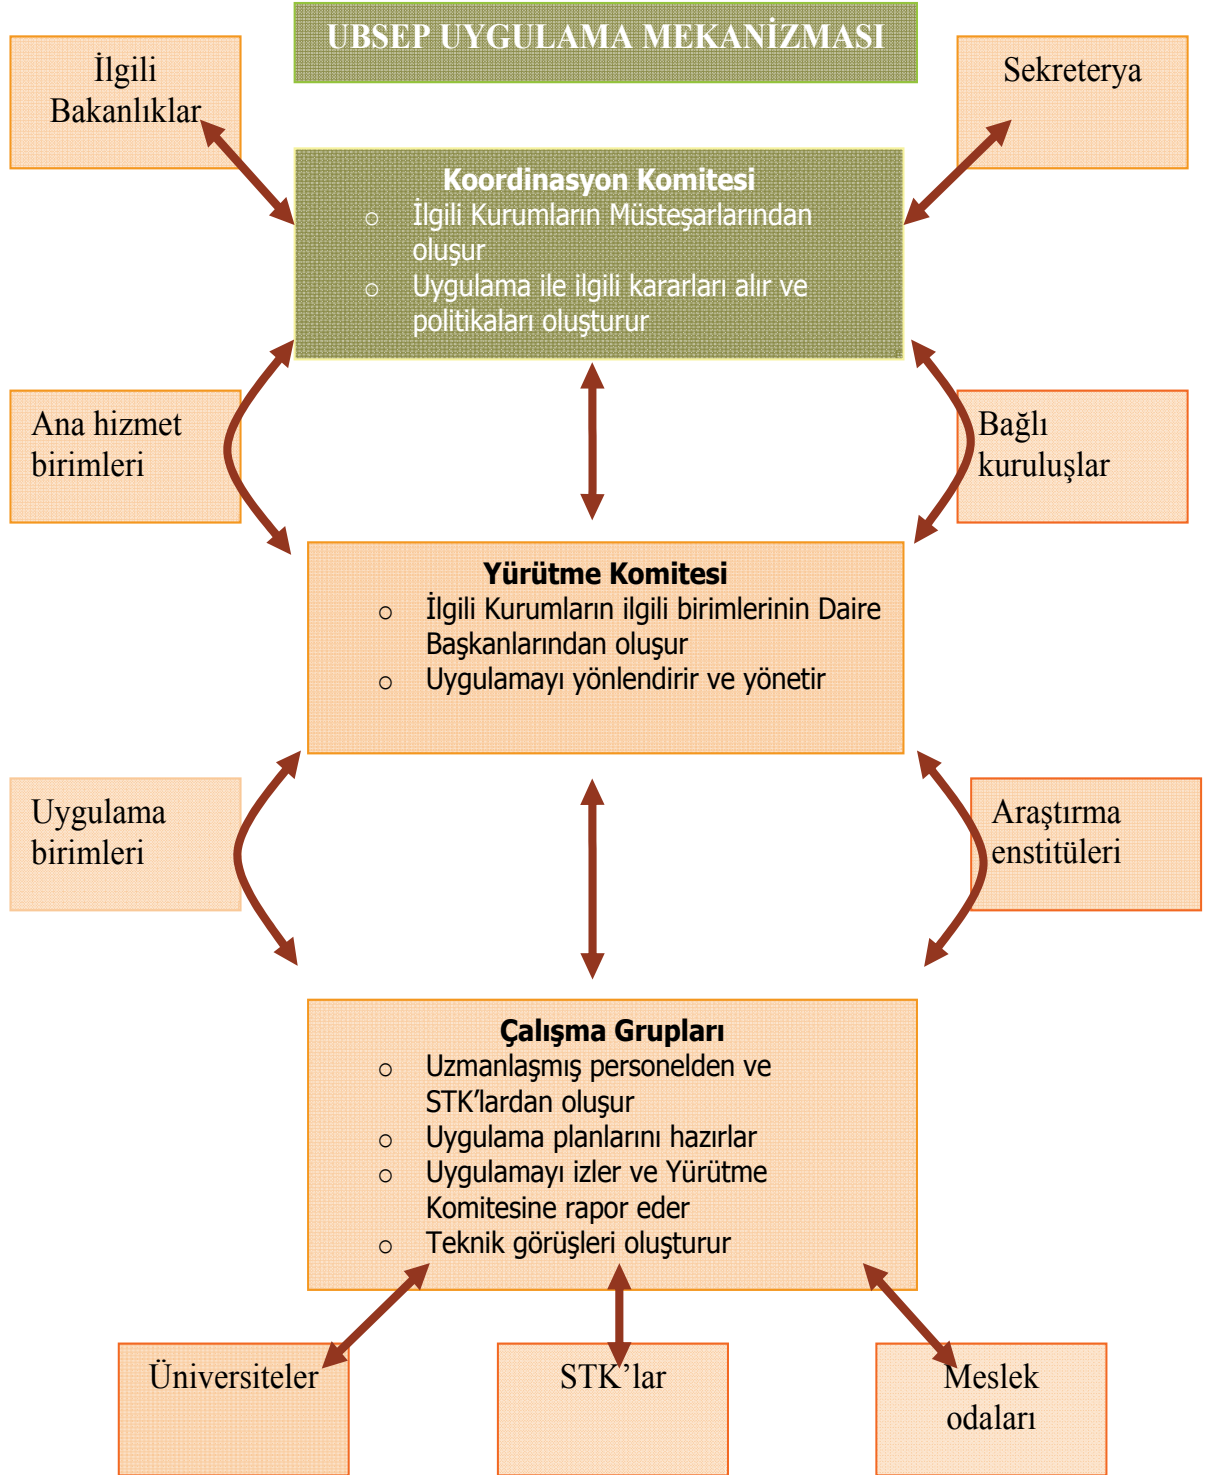 UBSEP UYGULAMA MEKANİZMASI
İlgili
Bakanlıklar
Sekreterya
Koordinasyon Komitesi
o İlgili Kurumların Müsteşarlarından
oluşur
o Uygulama ile ilgili kararları alır ve
politikaları oluşturur
Ana hizmet
birimleri
Bağlı
kuruluşlar
Yürütme Komitesi
o İlgili Kurumların ilgili birimlerinin Daire
Başkanlarından oluşur
o Uygulamayı yönlendirir ve yönetir
Uygulama
birimleri
Araştırma
enstitüleri
Çalışma Grupları
o Uzmanlaşmış personelden ve
STK’lardan oluşur
o Uygulama planlarını hazırlar
o Uygulamayı izler ve Yürütme
Komitesine rapor eder
o Teknik görüşleri oluşturur
Üniversiteler
STK’lar
Meslek
odaları